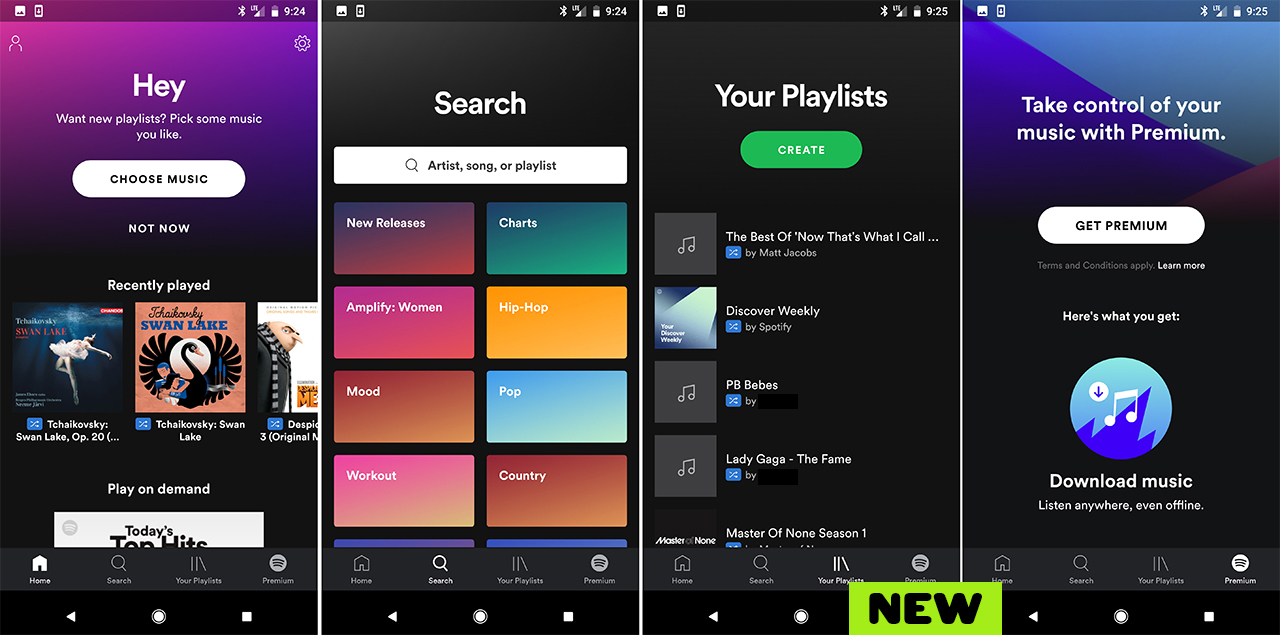 LTE 9:24
Hey
Want new playlists? Pick some music
you like.
CHOOSE MUSIC
NOT NOW
Recently played
CHANDOS
Tchaikovsky
SWAN LAKE
Neeme Järvi
Tchaikovsky:
Swan Lake, Op. 20 (...
Tchaikovsky
SWAN LAKE
Tchaikovsky: Swan
Lake
Despic
3 (Original M
Play on demand
Today's
Top Hits
Home
Search
Your Playlists
Premium
LTE 9:24
Search
Artist, song, or playlist
New Releases
Charts
Amplify: Women
Hip-Hop
Mood
Pop
Workout
Country
Home
Search
Your Playlists
Premium
LTE 9:25
Your Playlists
CREATE
The Best Of 'Now That's What I Call ...
by Matt Jacobs
Your
Discover
Weekly
Discover Weekly
by Spotify
PB Bebes
by
Lady Gaga - The Fame
by
Master of None
Master Of None Season 1
Home
Search
Your Playlists
Premium
LTE 9:25
Take control of your
music with Premium.
GET PREMIUM
Terms and Conditions apply. Learn more
Here's what you get:
Download music
Listen anywhere, even offline.
Home
Search
Your Playlists
Premium
NEW